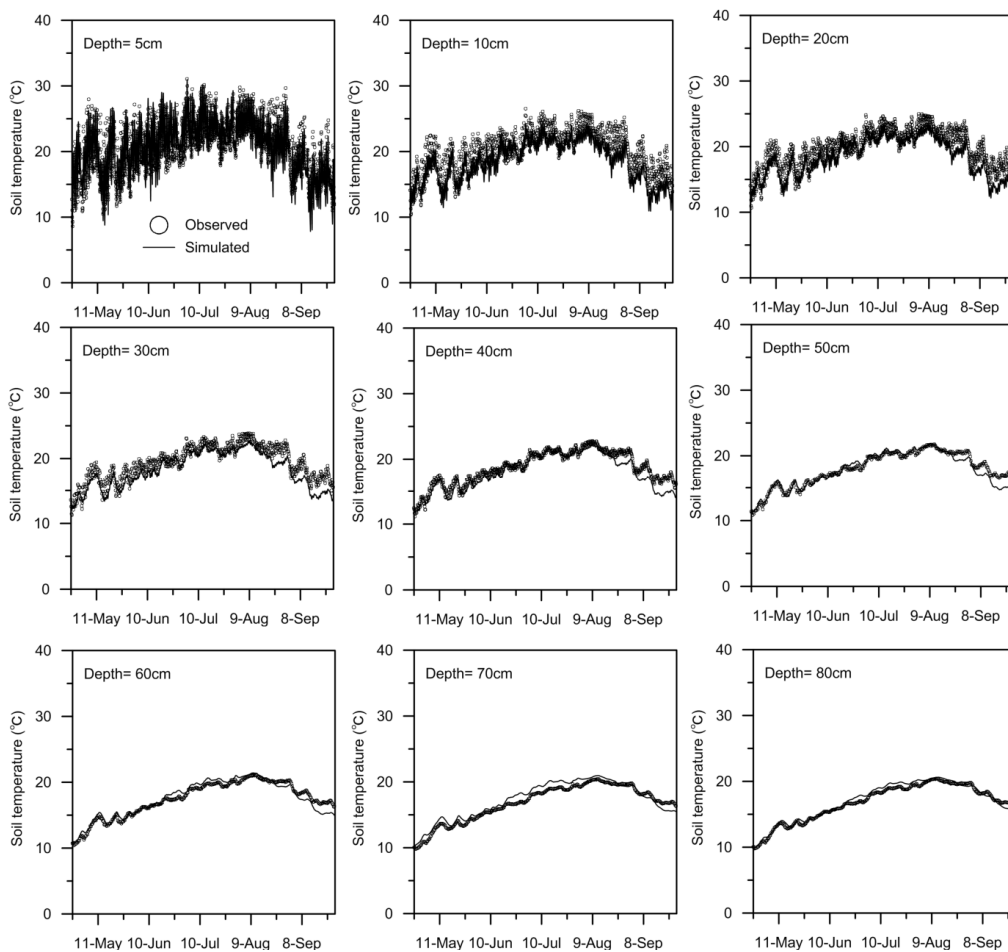 Depth= 5cm
Soil temperature (°C)
40
30
20
10
0
Observed
Simulated
11-May 10-Jun 10-Jul 9-Aug 8-Sep
Depth= 10cm
Soil temperature (°C)
40
30
20
10
0
11-May 10-Jun 10-Jul 9-Aug 8-Sep
Depth= 20cm
Soil temperature (°C)
40
30
20
10
0
11-May 10-Jun 10-Jul 9-Aug 8-Sep
Depth= 30cm
Soil temperature (°C)
40
30
20
10
0
11-May 10-Jun 10-Jul 9-Aug 8-Sep
Depth= 40cm
Soil temperature (°C)
40
30
20
10
0
11-May 10-Jun 10-Jul 9-Aug 8-Sep
Depth= 50cm
Soil temperature (°C)
40
30
20
10
0
11-May 10-Jun 10-Jul 9-Aug 8-Sep
Depth= 60cm
Soil temperature (°C)
40
30
20
10
0
11-May 10-Jun 10-Jul 9-Aug 8-Sep
Depth= 70cm
Soil temperature (°C)
40
30
20
10
0
11-May 10-Jun 10-Jul 9-Aug 8-Sep
Depth= 80cm
Soil temperature (°C)
40
30
20
10
0
11-May 10-Jun 10-Jul 9-Aug 8-Sep